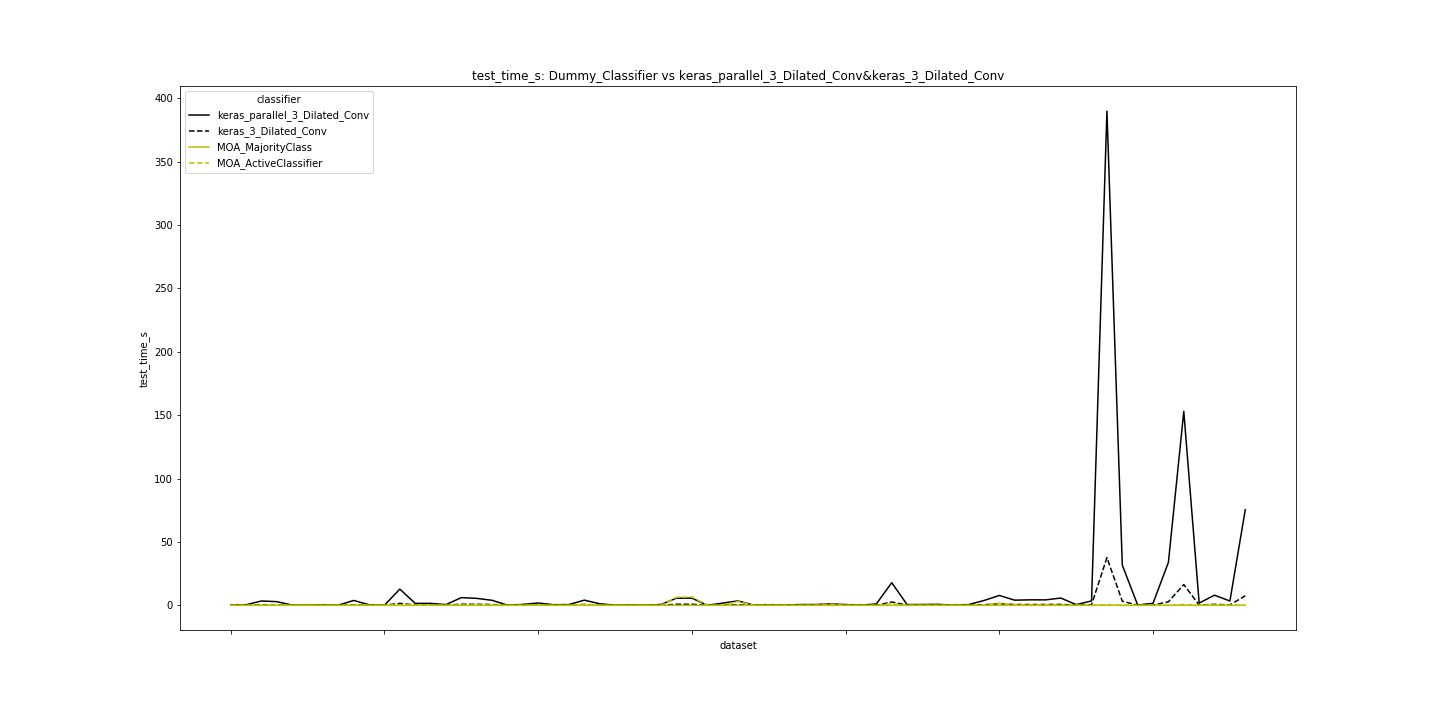 test_time_s: Dummy_Classifier vs keras_parallel_3_Dilated_Conv&keras_3_Dilated_Conv
classifier
keras_parallel_3_Dilated_Conv
keras_3_Dilated_Conv
MOA_MajorityClass
MOA_ActiveClassifier
400
350
300
250
200
150
100
50
0
test_time_s
dataset